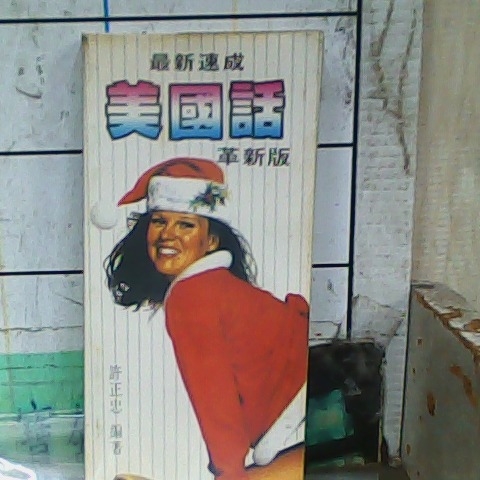 最新速成
美國話
革新版
許正忠 編著